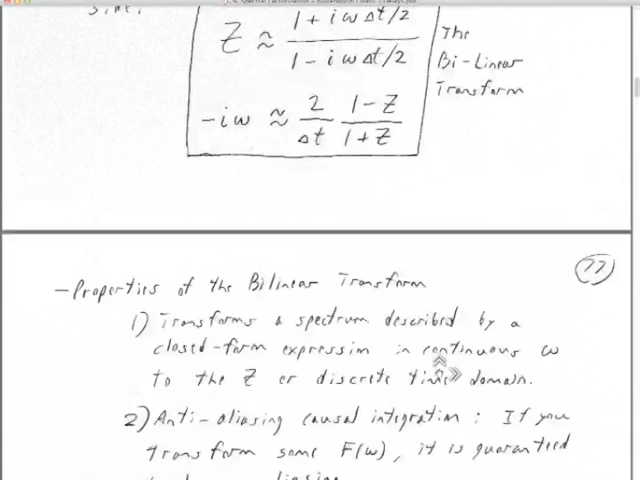 Z ≈ (1 + iωΔt/2) / (1 − iωΔt/2)
The
Bi-Linear
Transform
−iω ≈ (2/Δt) (1−Z)/(1+Z)
77
- Properties of the Bilinear Transform
1) Transforms a spectrum described by a
closed-form expression in continuous ω
to the Z or discrete time domain.
2) Anti-aliasing causal integration: If you
transform some F(ω), it is guaranteed